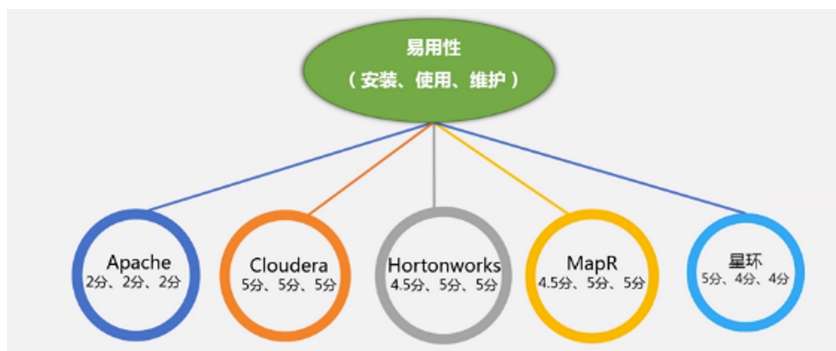 易用性
（安装、使用、维护）
Apache
2分、2分、2分
Cloudera
5分、5分、5分
Hortonworks
4.5分、5分、5分
MapR
4.5分、5分、5分
星环
5分、4分、4分